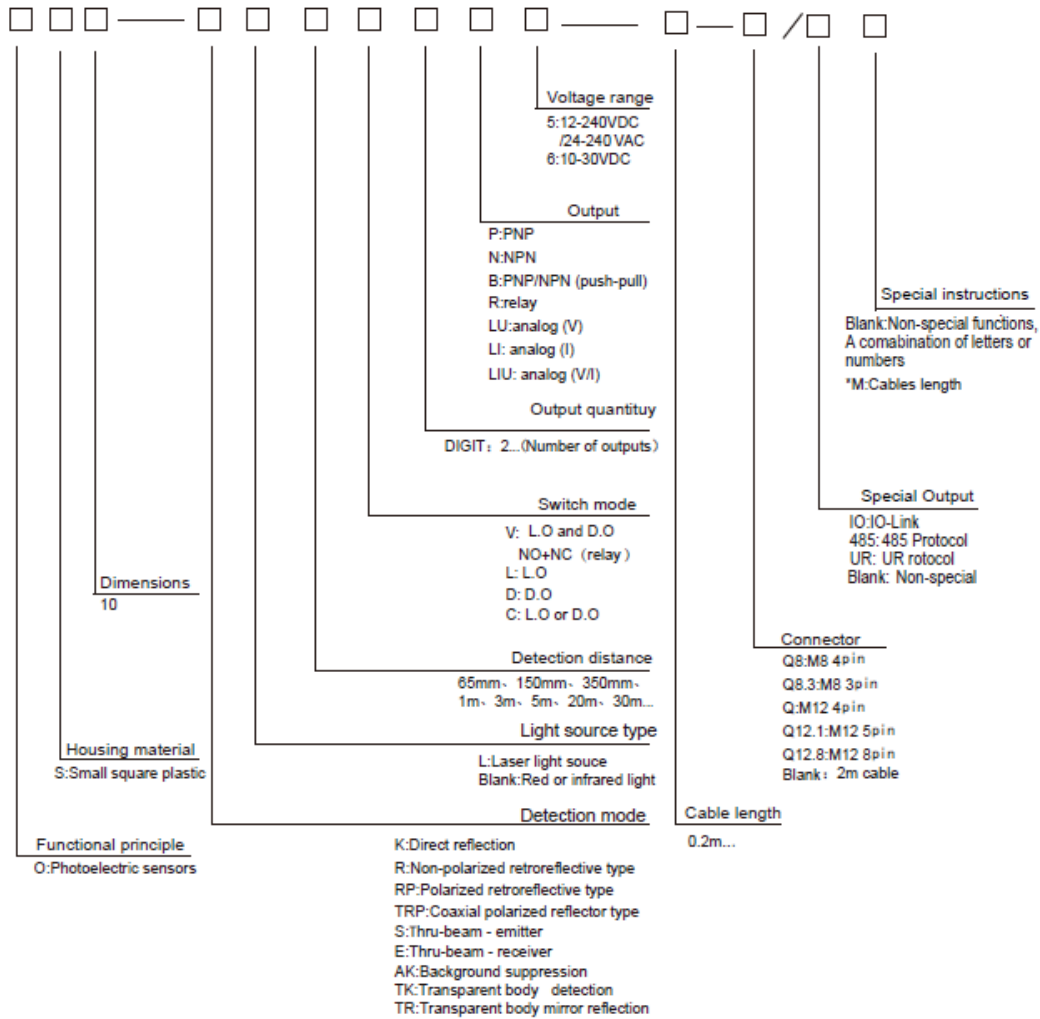 Voltage range
5:12-240VDC
/24-240 VAC
6:10-30VDC
Output
P:PNP
N:NPN
B:PNP/NPN (push-pull)
R:relay
LU:analog (V)
LI: analog (I)
LIU: analog (V/I)
Special instructions
Blank:Non-special functions,
A comabination of letters or
numbers
*M:Cables length
Output quantituy
DIGIT：2...(Number of outputs)
Switch mode
V: L.O and D.O
NO+NC（relay）
L: L.O
D: D.O
C: L.O or D.O
Special Output
IO:IO-Link
485:485 Protocol
UR: UR rotocol
Blank: Non-special
Dimensions
10
Detection distance
65mm、150mm、350mm、
1m、3m、5m、20m、30m...
Connector
Q8:M8 4pin
Q8.3:M8 3pin
Q:M12 4pin
Q12.1:M12 5pin
Q12.8:M12 8pin
Blank：2m cable
Light source type
L:Laser light souce
Blank:Red or infrared light
Housing material
S:Small square plastic
Detection mode
K:Direct reflection
R:Non-polarized retroreflective type
RP:Polarized retroreflective type
TRP:Coaxial polarized reflector type
S:Thru-beam - emitter
E:Thru-beam - receiver
AK:Background suppression
TK:Transparent body detection
TR:Transparent body mirror reflection
Cable length
0.2m...
Functional principle
O:Photoelectric sensors